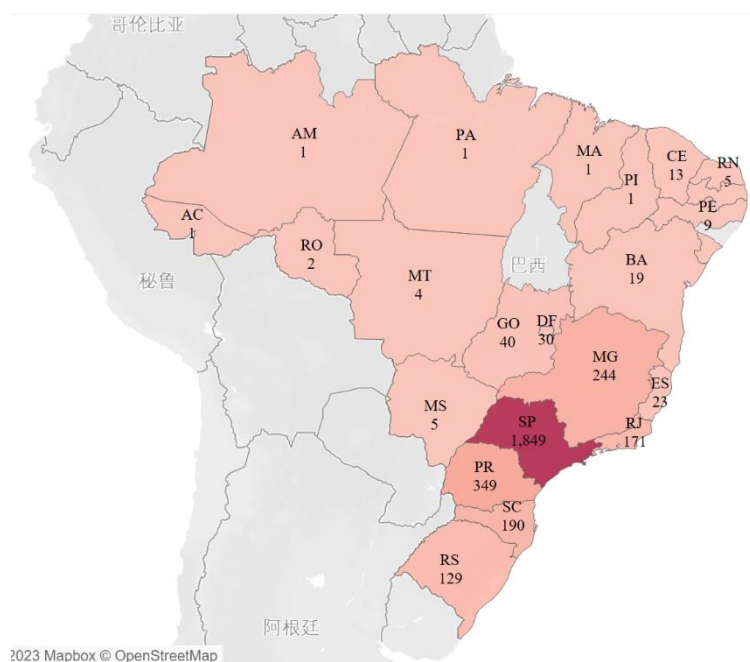 哥伦比亚
AM
1
PA
1
MA
1
PI
1
CE
13
RN
5
PE
9
AC
1
RO
2
秘鲁
MT
4
巴西
BA
19
GO
40
DF
30
MG
244
ES
23
MS
5
SP
1,849
RJ
171
PR
349
SC
190
RS
129
阿根廷
2023 Mapbox © OpenStreetMap